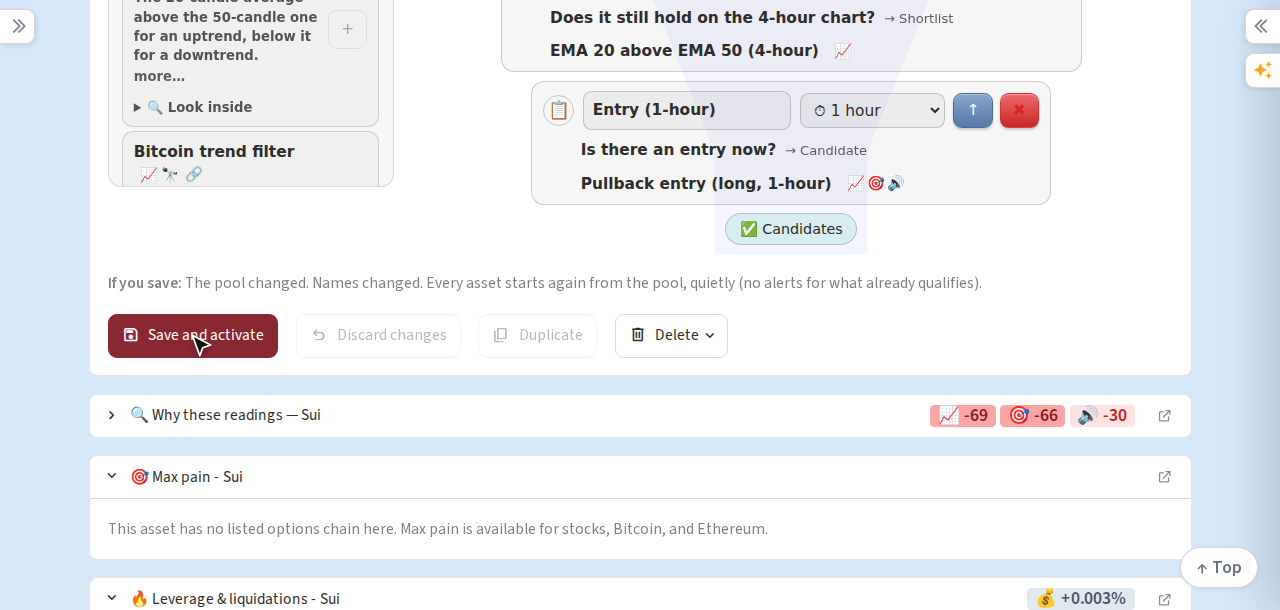 above the 50-candle one
for an uptrend, below it
for a downtrend.
more...
🔍 Look inside
Bitcoin trend filter
Does it still hold on the 4-hour chart? → Shortlist
EMA 20 above EMA 50 (4-hour)
Entry (1-hour)
⏱ 1 hour
Is there an entry now? → Candidate
Pullback entry (long, 1-hour)
✅ Candidates
If you save: The pool changed. Names changed. Every asset starts again from the pool, quietly (no alerts for what already qualifies).
Save and activate
Discard changes
Duplicate
Delete
🔍 Why these readings — Sui
📈 -69 🎯 -66 🔊 -30
🎯 Max pain - Sui
This asset has no listed options chain here. Max pain is available for stocks, Bitcoin, and Ethereum.
↑ Top
🔥 Leverage & liquidations - Sui
💰 +0.003%